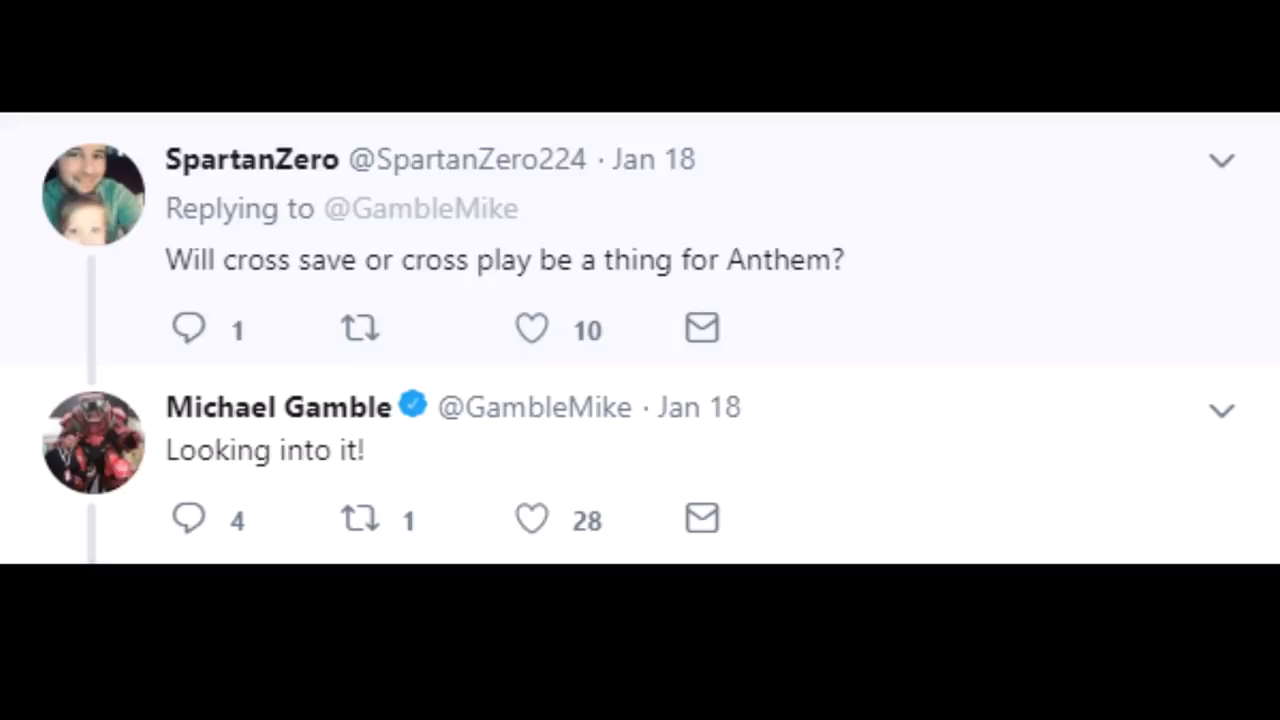 SpartanZero @SpartanZero224 · Jan 18
Replying to @GambleMike
Will cross save or cross play be a thing for Anthem?
1 10
Michael Gamble @GambleMike · Jan 18
Looking into it!
4 1 28